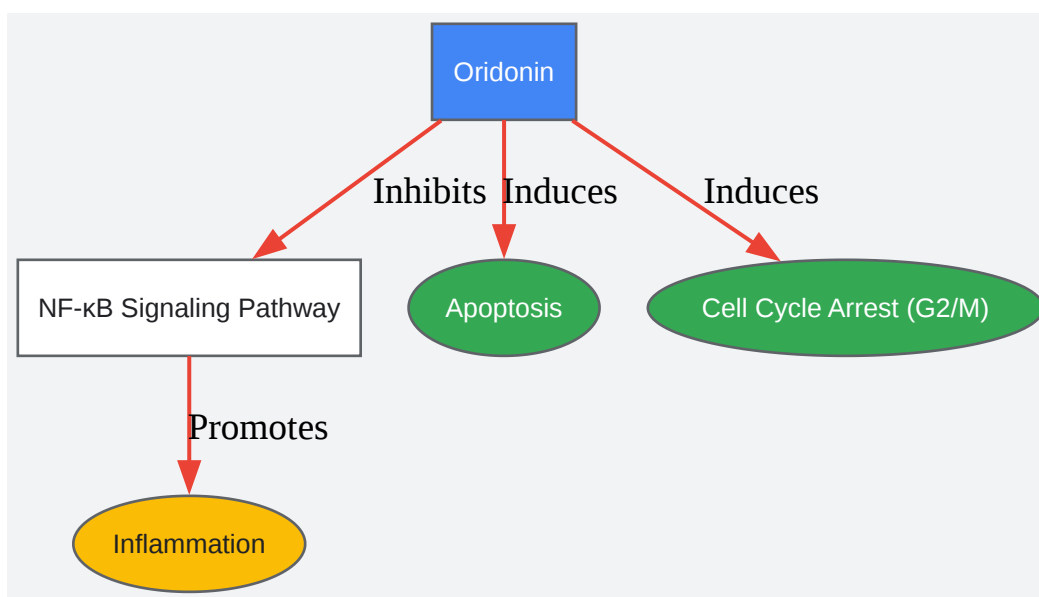 Oridonin
Inhibits
Induces
Induces
NF-κB Signaling Pathway
Apoptosis
Cell Cycle Arrest (G2/M)
Promotes
Inflammation